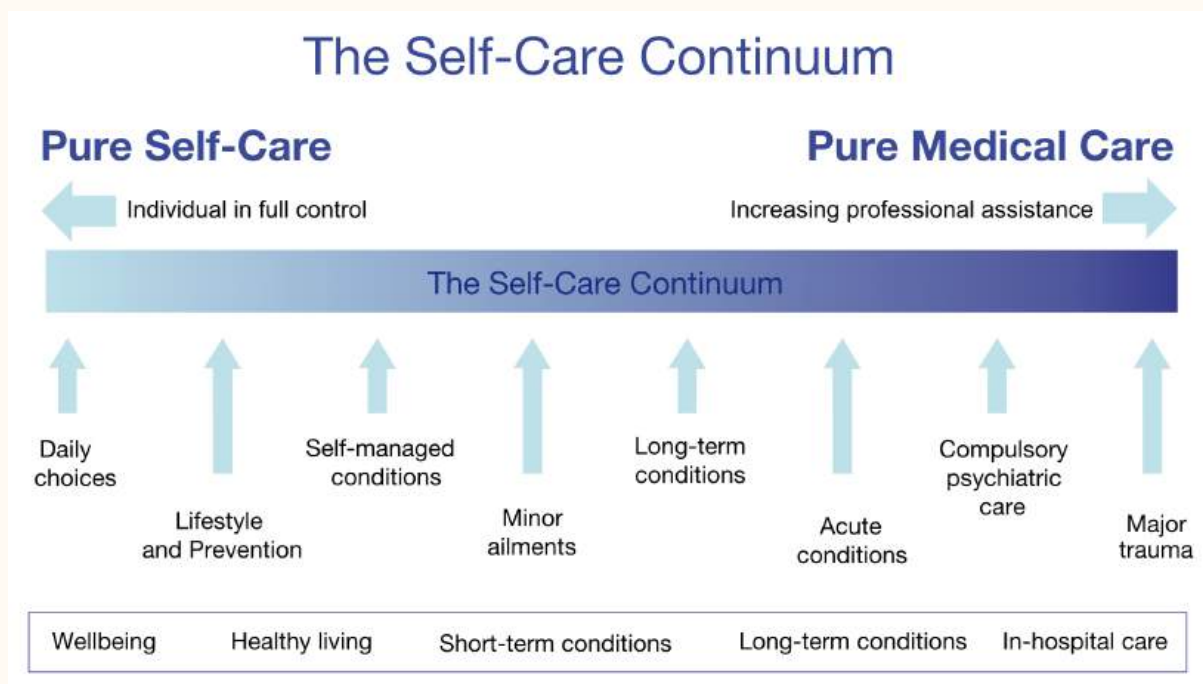 The Self-Care Continuum
Pure Self-Care
Pure Medical Care
Individual in full control
Increasing professional assistance
The Self-Care Continuum
Daily
choices
Lifestyle
and Prevention
Self-managed
conditions
Minor
ailments
Long-term
conditions
Acute
conditions
Compulsory
psychiatric
care
Major
trauma
Wellbeing
Healthy living
Short-term conditions
Long-term conditions
In-hospital care